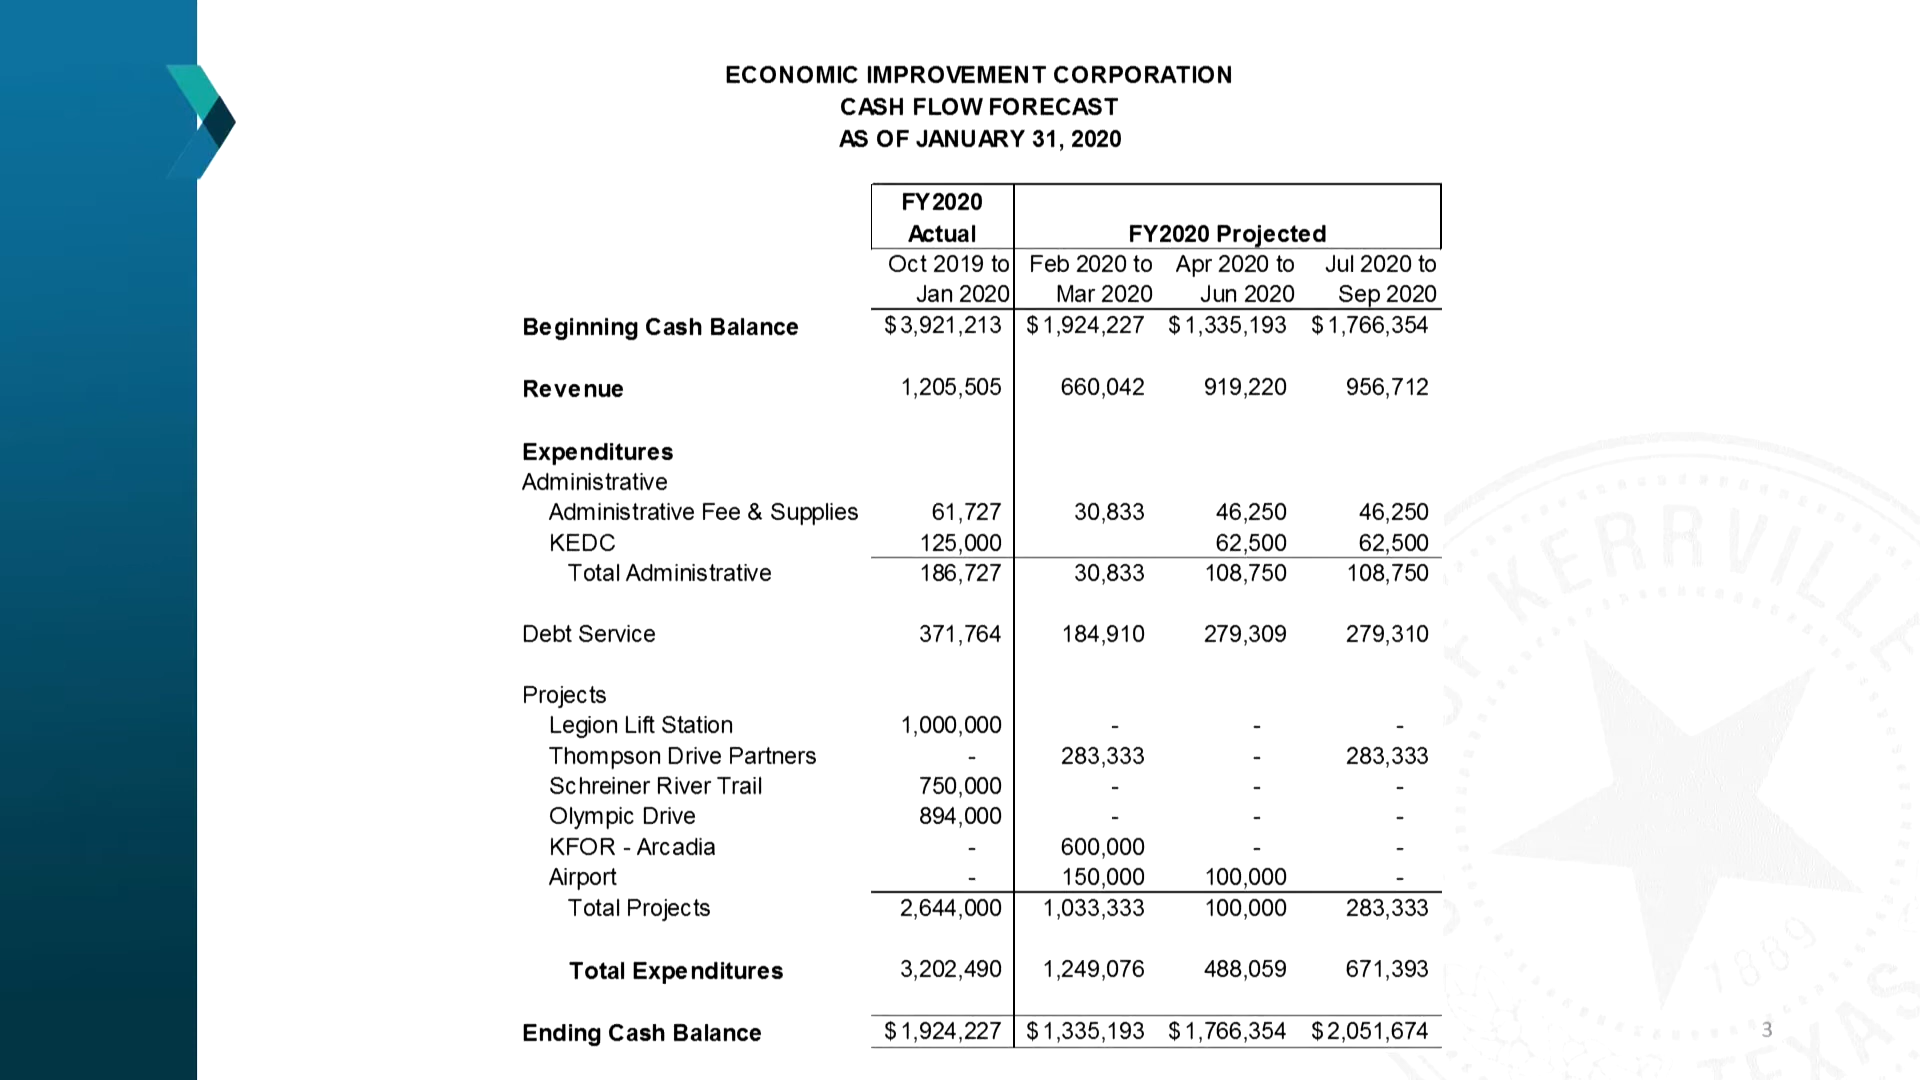 ECONOMIC IMPROVEMENT CORPORATION
CASH FLOW FORECAST
AS OF JANUARY 31, 2020
FY2020
Actual FY2020 Projected
Oct 2019 to Feb 2020 to Apr 2020 to Jul 2020 to
Jan 2020 Mar 2020 Jun 2020 Sep 2020
Beginning Cash Balance $3,921,213 $1,924,227 $1,335,193 $1,766,354
Revenue 1,205,505 660,042 919,220 956,712
Expenditures
Administrative
Administrative Fee & Supplies 61,727 30,833 46,250 46,250
KEDC 125,000 62,500 62,500
Total Administrative 186,727 30,833 108,750 108,750
Debt Service 371,764 184,910 279,309 279,310
Projects
Legion Lift Station 1,000,000 - - -
Thompson Drive Partners - 283,333 - 283,333
Schreiner River Trail 750,000 - - -
Olympic Drive 894,000 - - -
KFOR - Arcadia - 600,000 - -
Airport - 150,000 100,000 -
Total Projects 2,644,000 1,033,333 100,000 283,333
Total Expenditures 3,202,490 1,249,076 488,059 671,393
Ending Cash Balance $1,924,227 $1,335,193 $1,766,354 $2,051,674
KERRVILLE
1889
TEXAS
3